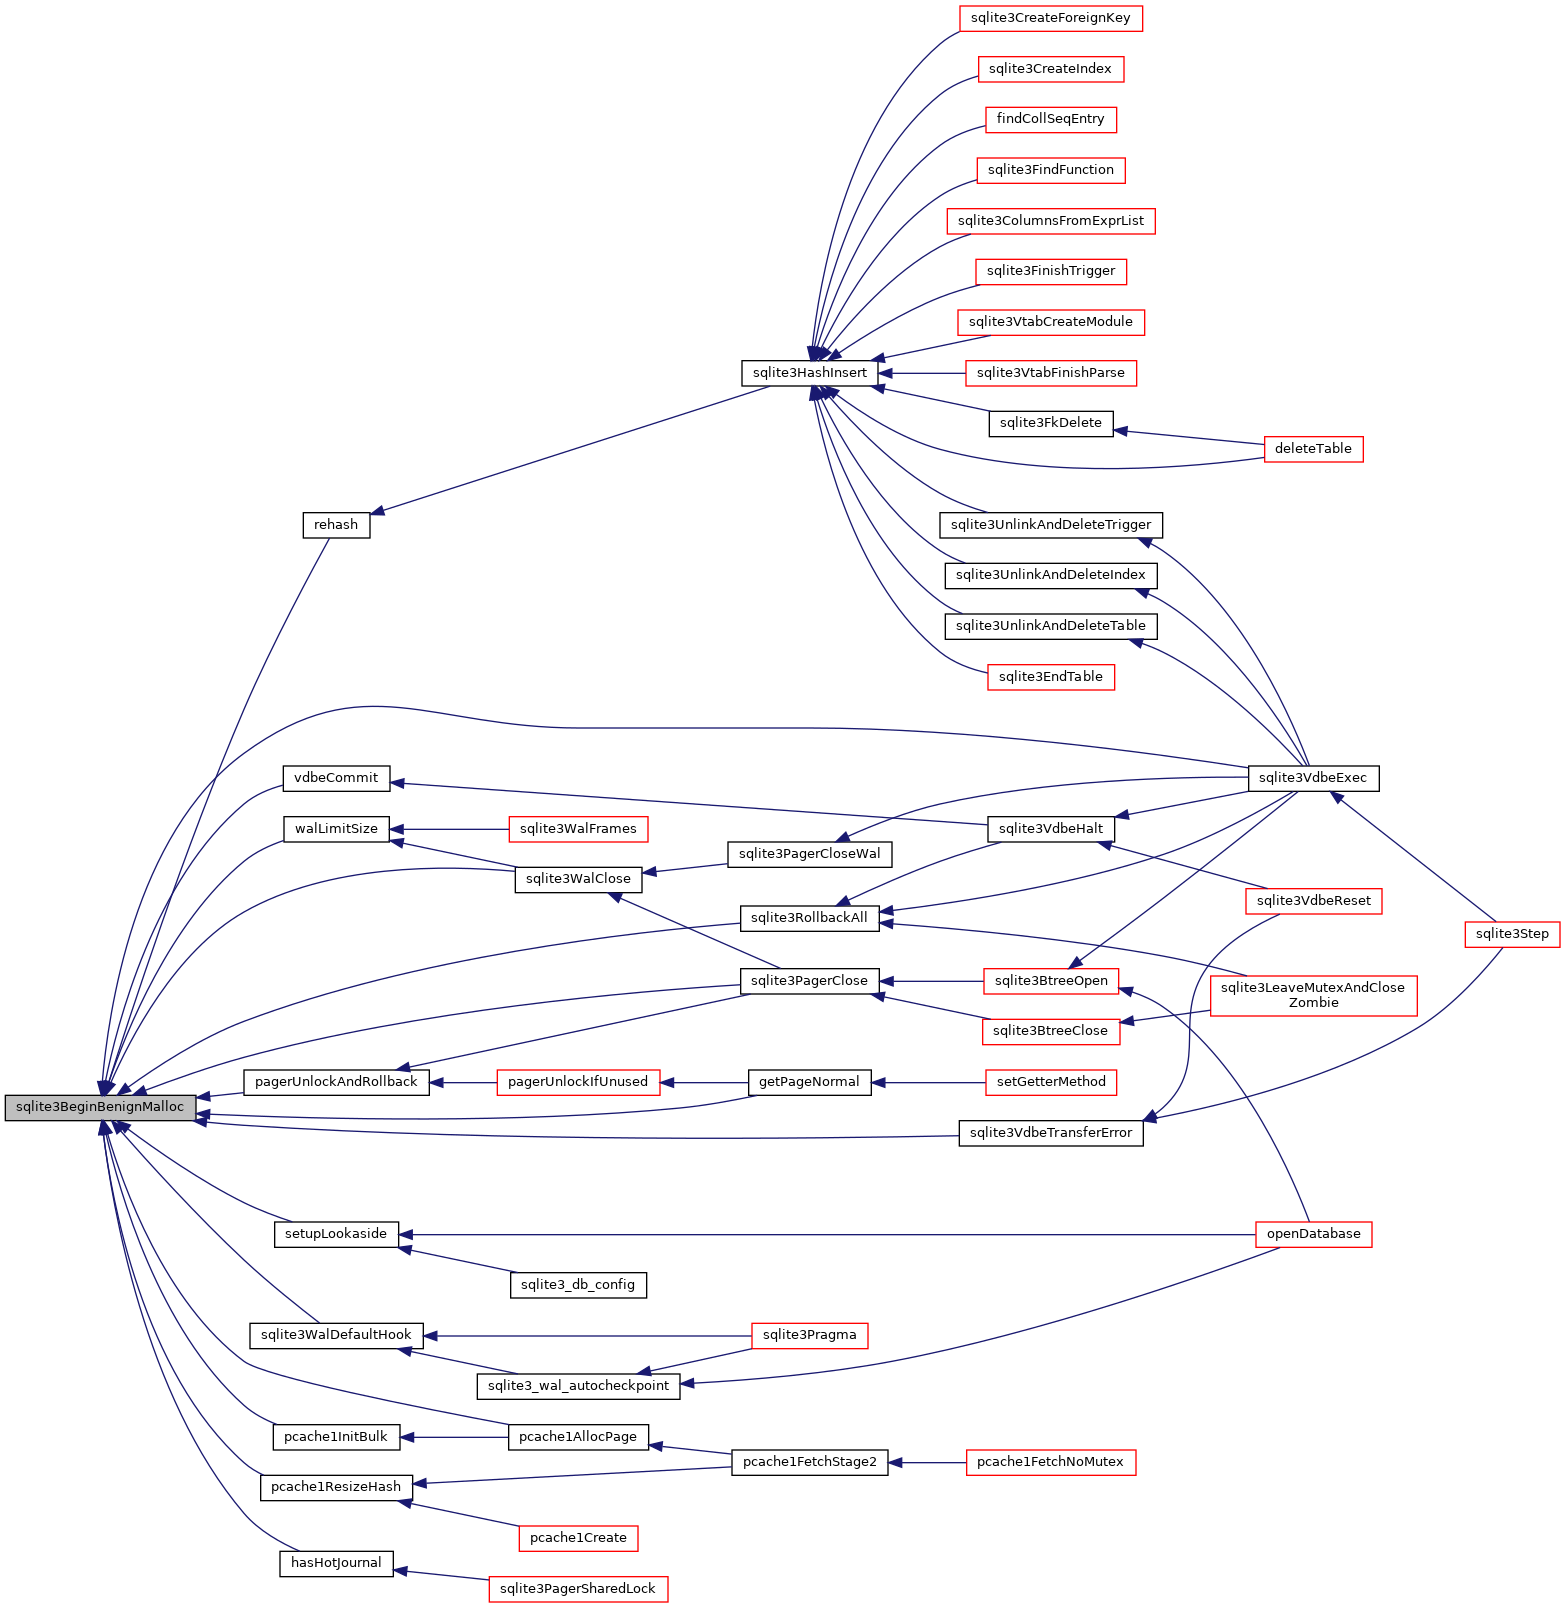 sqlite3CreateForeignKey
sqlite3CreateIndex
findCollSeqEntry
sqlite3FindFunction
sqlite3ColumnsFromExprList
sqlite3FinishTrigger
sqlite3VtabCreateModule
sqlite3HashInsert
sqlite3VtabFinishParse
sqlite3FkDelete
deleteTable
rehash
sqlite3UnlinkAndDeleteTrigger
sqlite3UnlinkAndDeleteIndex
sqlite3UnlinkAndDeleteTable
sqlite3EndTable
vdbeCommit
sqlite3VdbeExec
walLimitSize
sqlite3WalFrames
sqlite3VdbeHalt
sqlite3PagerCloseWal
sqlite3WalClose
sqlite3VdbeReset
sqlite3RollbackAll
sqlite3Step
sqlite3PagerClose
sqlite3BtreeOpen
sqlite3LeaveMutexAndClose
Zombie
sqlite3BtreeClose
pagerUnlockAndRollback
pagerUnlockIfUnused
getPageNormal
setGetterMethod
sqlite3BeginBenignMalloc
sqlite3VdbeTransferError
setupLookaside
openDatabase
sqlite3_db_config
sqlite3WalDefaultHook
sqlite3Pragma
sqlite3_wal_autocheckpoint
pcache1InitBulk
pcache1AllocPage
pcache1FetchStage2
pcache1FetchNoMutex
pcache1ResizeHash
pcache1Create
hasHotJournal
sqlite3PagerSharedLock